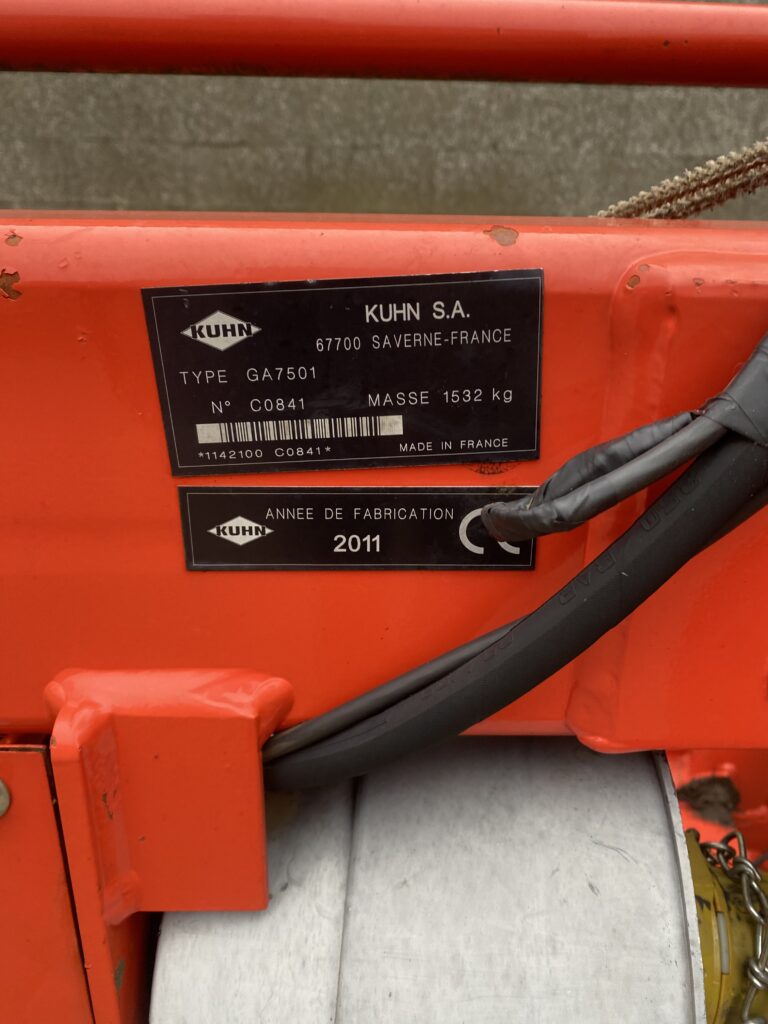 KUHN
KUHN S.A.
67700 SAVERNE-FRANCE
TYPE GA7501
N° C0841 MASSE 1532 kg
*1142100 C0841* MADE IN FRANCE
KUHN
ANNEE DE FABRICATION
2011
CE